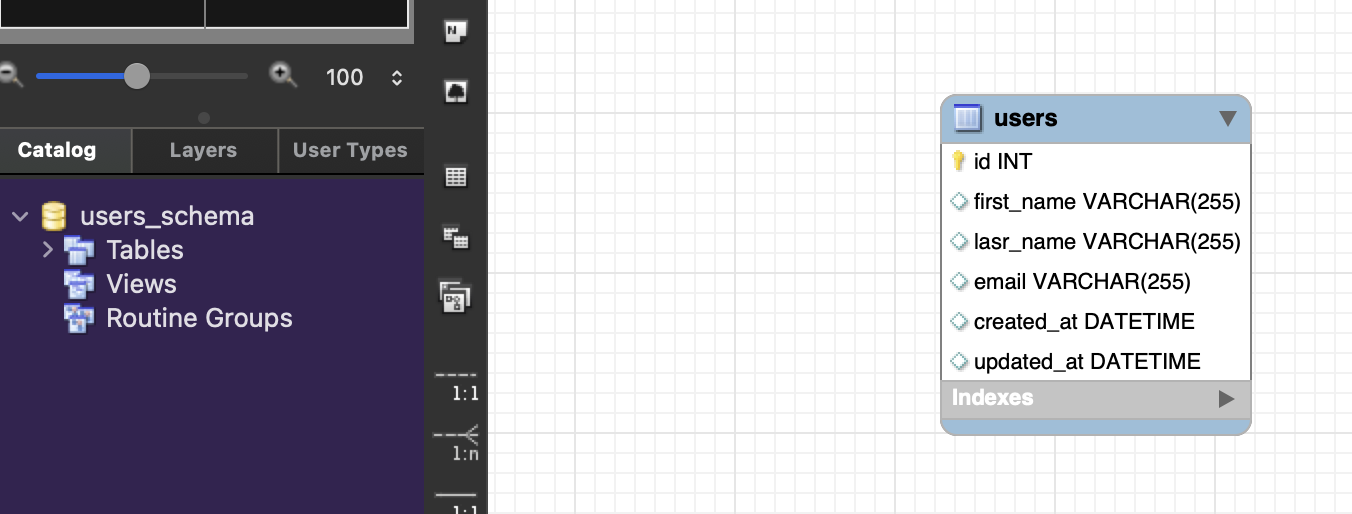 100
Catalog
Layers
User Types
users_schema
Tables
Views
Routine Groups
N
1:1
1:n
1:1
users
id INT
first_name VARCHAR(255)
lasr_name VARCHAR(255)
email VARCHAR(255)
created_at DATETIME
updated_at DATETIME
Indexes